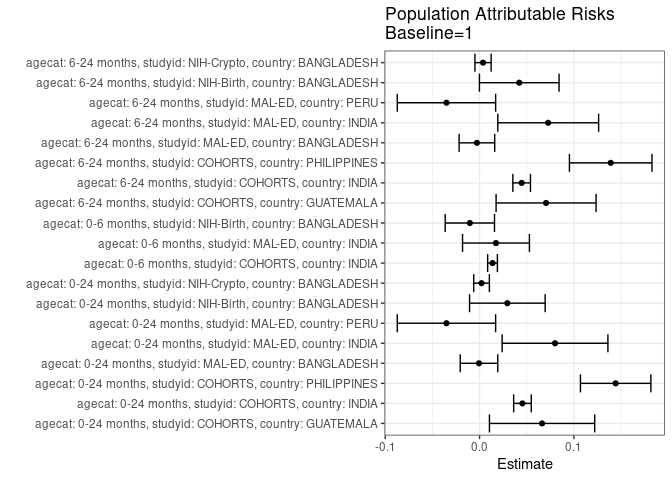 Population Attributable Risks
Baseline=1
agecat: 6-24 months, studyid: NIH-Crypto, country: BANGLADESH
agecat: 6-24 months, studyid: NIH-Birth, country: BANGLADESH
agecat: 6-24 months, studyid: MAL-ED, country: PERU
agecat: 6-24 months, studyid: MAL-ED, country: INDIA
agecat: 6-24 months, studyid: MAL-ED, country: BANGLADESH
agecat: 6-24 months, studyid: COHORTS, country: PHILIPPINES
agecat: 6-24 months, studyid: COHORTS, country: INDIA
agecat: 6-24 months, studyid: COHORTS, country: GUATEMALA
agecat: 0-6 months, studyid: NIH-Birth, country: BANGLADESH
agecat: 0-6 months, studyid: MAL-ED, country: INDIA
agecat: 0-6 months, studyid: COHORTS, country: INDIA
agecat: 0-24 months, studyid: NIH-Crypto, country: BANGLADESH
agecat: 0-24 months, studyid: NIH-Birth, country: BANGLADESH
agecat: 0-24 months, studyid: MAL-ED, country: PERU
agecat: 0-24 months, studyid: MAL-ED, country: INDIA
agecat: 0-24 months, studyid: MAL-ED, country: BANGLADESH
agecat: 0-24 months, studyid: COHORTS, country: PHILIPPINES
agecat: 0-24 months, studyid: COHORTS, country: INDIA
agecat: 0-24 months, studyid: COHORTS, country: GUATEMALA
-0.1 0.0 0.1
Estimate